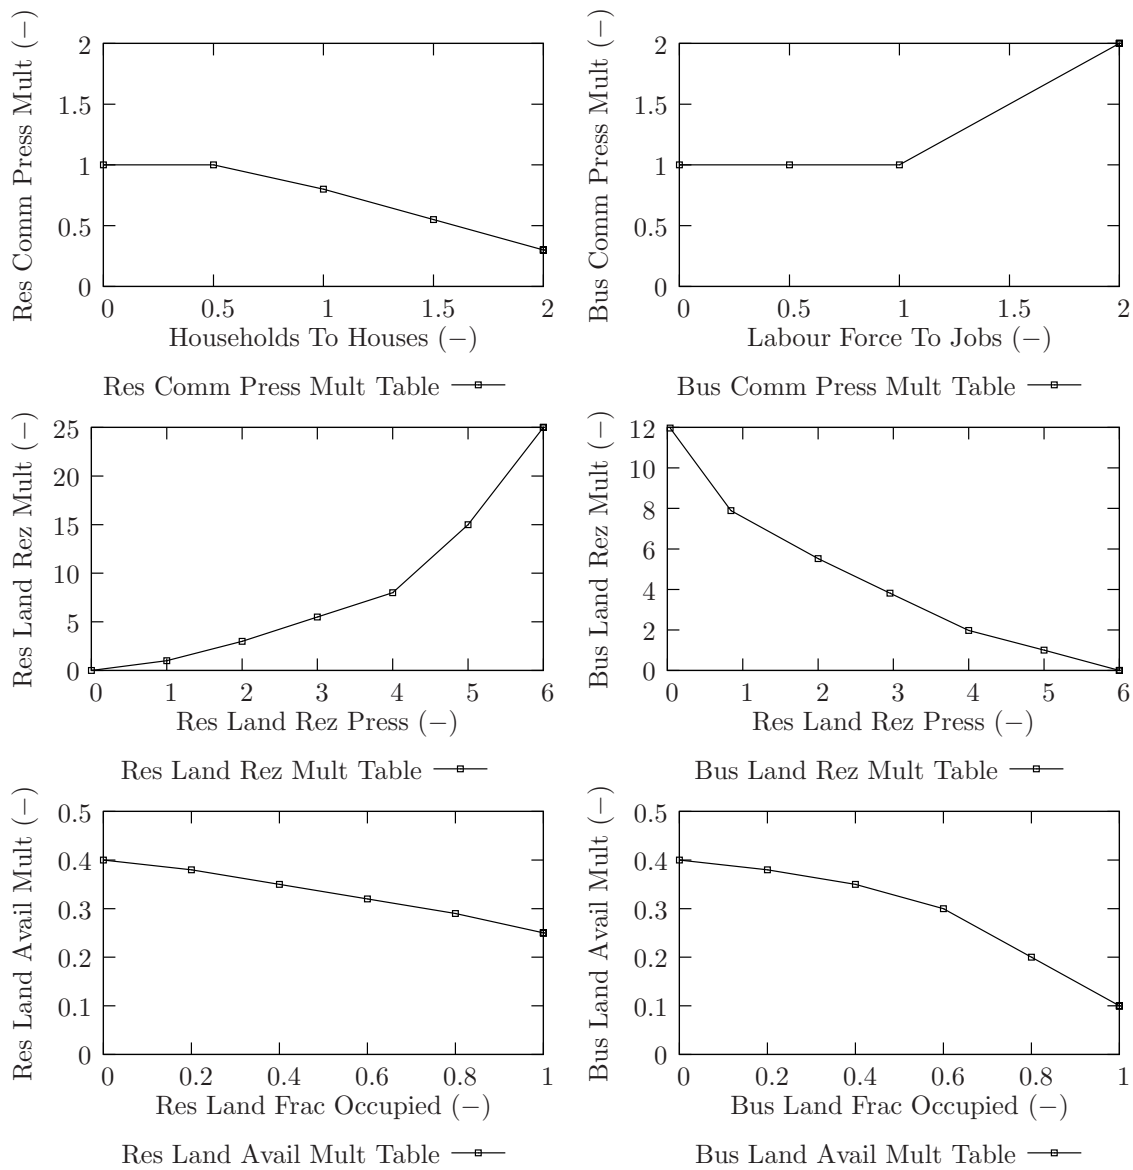 Res Comm Press Mult (−)
2
1.5
1
0.5
0
0 0.5 1 1.5 2
Households To Houses (−)
Res Comm Press Mult Table
Bus Comm Press Mult (−)
2
1.5
1
0.5
0
0 0.5 1 1.5 2
Labour Force To Jobs (−)
Bus Comm Press Mult Table
Res Land Rez Mult (−)
25
20
15
10
5
0
0 1 2 3 4 5 6
Res Land Rez Press (−)
Res Land Rez Mult Table
Bus Land Rez Mult (−)
12
10
8
6
4
2
0
0 1 2 3 4 5 6
Res Land Rez Press (−)
Bus Land Rez Mult Table
Res Land Avail Mult (−)
0.5
0.4
0.3
0.2
0.1
0
0 0.2 0.4 0.6 0.8 1
Res Land Frac Occupied (−)
Res Land Avail Mult Table
Bus Land Avail Mult (−)
0.5
0.4
0.3
0.2
0.1
0
0 0.2 0.4 0.6 0.8 1
Bus Land Frac Occupied (−)
Bus Land Avail Mult Table